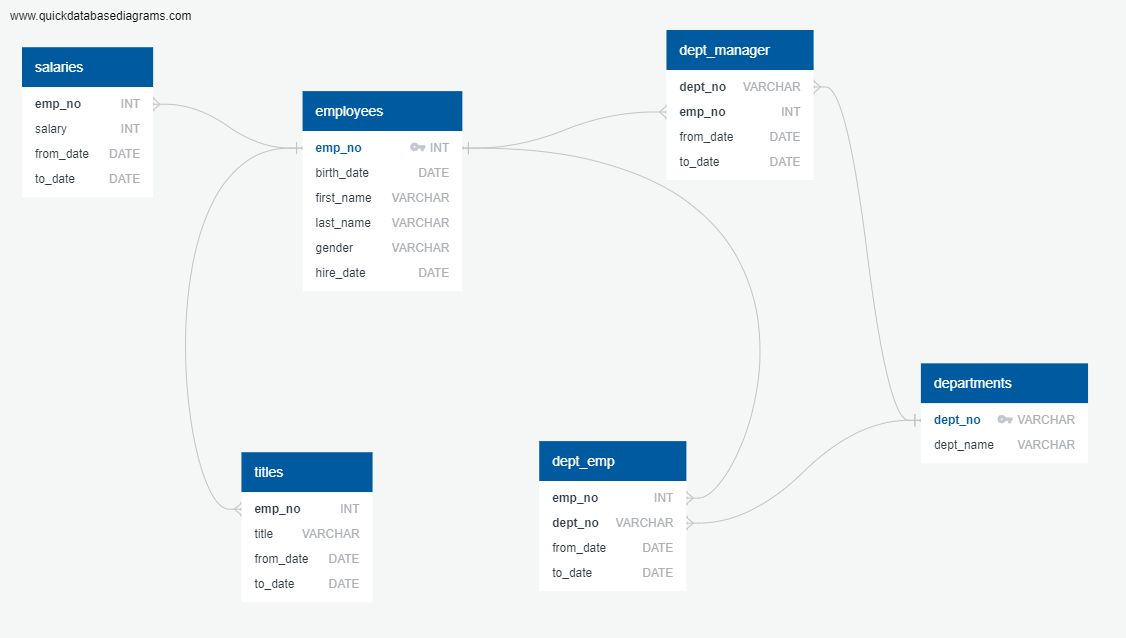 www.quickdatabasediagrams.com
salaries
emp_no INT
salary INT
from_date DATE
to_date DATE
employees
emp_no INT
birth_date DATE
first_name VARCHAR
last_name VARCHAR
gender VARCHAR
hire_date DATE
dept_manager
dept_no VARCHAR
emp_no INT
from_date DATE
to_date DATE
departments
dept_no VARCHAR
dept_name VARCHAR
titles
emp_no INT
title VARCHAR
from_date DATE
to_date DATE
dept_emp
emp_no INT
dept_no VARCHAR
from_date DATE
to_date DATE